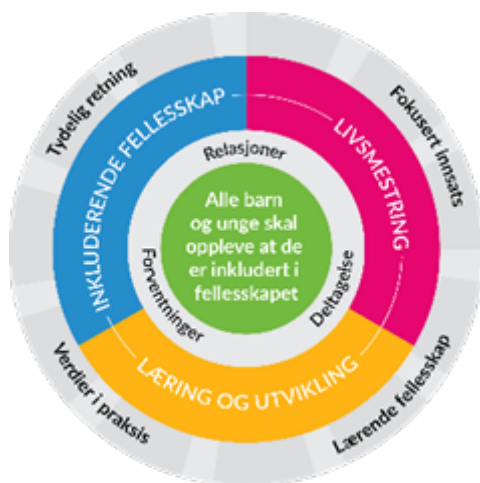 Tydelig retning
Fokusert innsats
INKLUDERENDE FELLESSKAP
LIVSMESTRING
Relasjoner
Alle barn
og unge skal
oppleve at de
er inkludert i
fellesskapet
Forventninger
Deltagelse
LÆRING OG UTVIKLING
Verdier i praksis
Lærende fellesskap